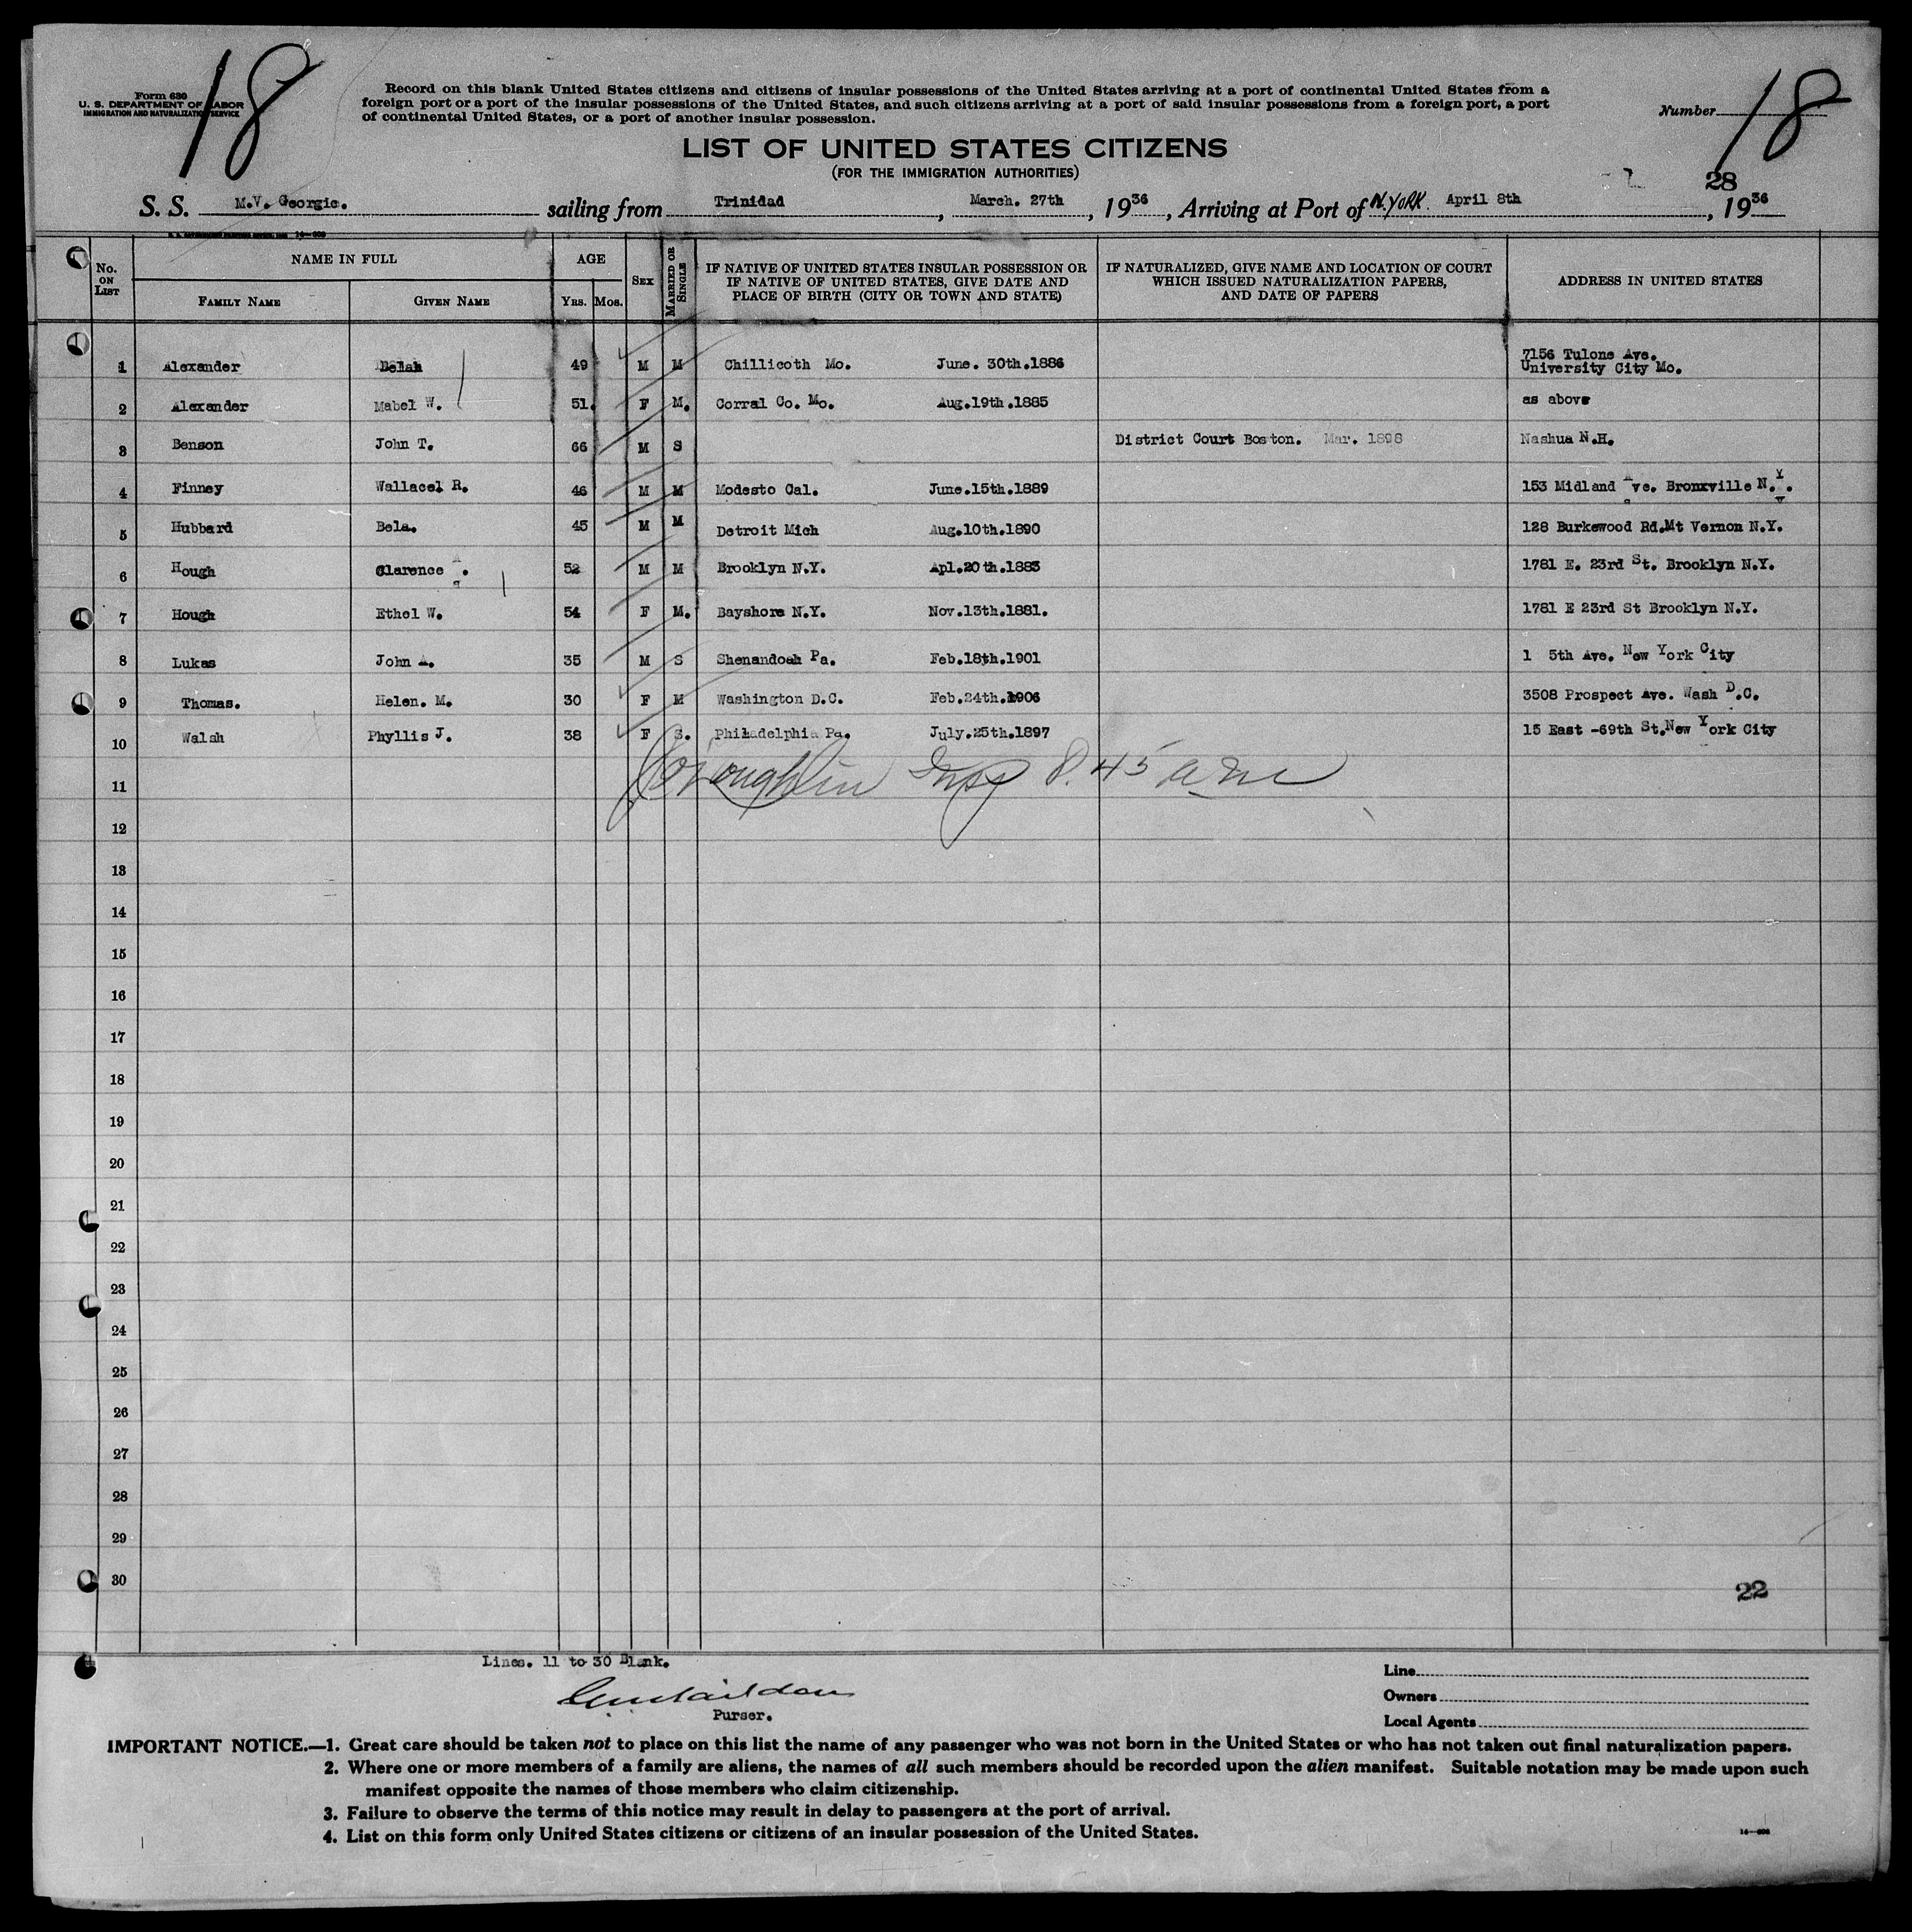 18
Form 630
U. S. DEPARTMENT OF LABOR
IMMIGRATION AND NATURALIZATION SERVICE
Record on this blank United States citizens and citizens of insular possessions of the United States arriving at a port of continental United States from a
foreign port or a port of the insular possessions of the United States, and such citizens arriving at a port of said insular possessions from a foreign port, a port
of continental United States, or a port of another insular possession.
Number 18
LIST OF UNITED STATES CITIZENS
(FOR THE IMMIGRATION AUTHORITIES)
28
S. S. M.V. Georgic. sailing from Trinidad, March. 27th, 1936, Arriving at Port of N.YORK. April 8th, 1936
No. ON LIST
NAME IN FULL
FAMILY NAME GIVEN NAME
AGE
YRS. MOS.
SEX
MARRIED OR SINGLE
IF NATIVE OF UNITED STATES INSULAR POSSESSION OR
IF NATIVE OF UNITED STATES, GIVE DATE AND
PLACE OF BIRTH (CITY OR TOWN AND STATE)
IF NATURALIZED, GIVE NAME AND LOCATION OF COURT
WHICH ISSUED NATURALIZATION PAPERS,
AND DATE OF PAPERS
ADDRESS IN UNITED STATES
1 Alexander Belah 49 M M Chillicoth Mo. June. 30th.1886 7156 Tulone Ave.
University City Mo.
2 Alexander Mabel W. 51. F M. Corral Co. Mo. Aug.19th.1885 as above
3 Benson John T. 66 M S District Court Boston. Mar. 1898 Nashua N.H.
4 Finney Wallacel R. 46 M M Modesto Cal. June.15th.1889 153 Midland Ave. Bronxville N.Y.
5 Hubbard Bela. 45 M M Detroit Mich Aug.10th.1890 128 Burkewood Rd.Mt Vernon N.Y.
6 Hough Clarence A. 52 M M Brooklyn N.Y. Apl.20th.1883 1781 E. 23rd St. Brooklyn N.Y.
7 Hough Ethel W. 54 F M. Bayshore N.Y. Nov.13th.1881. 1781 E 23rd St Brooklyn N.Y.
8 Lukas John A. 35 M S Shenandoah Pa. Feb.18th.1901 1 5th Ave. New York City
9 Thomas. Helen. M. 30 F M Washington D.C. Feb.24th.1906 3508 Prospect Ave. Wash D.C.
10 Walsh Phyllis J. 38 F S. Philadelphia Pa. July.25th.1897 15 East -69th St.New York City
11 Insp 8.45 am
12
13
14
15
16
17
18
19
20
21
22
23
24
25
26
27
28
29
30
22
Lines. 11 to 30 Blank.
Purser.
Line
Owners
Local Agents
IMPORTANT NOTICE.—1. Great care should be taken not to place on this list the name of any passenger who was not born in the United States or who has not taken out final naturalization papers.
2. Where one or more members of a family are aliens, the names of all such members should be recorded upon the alien manifest. Suitable notation may be made upon such
manifest opposite the names of those members who claim citizenship.
3. Failure to observe the terms of this notice may result in delay to passengers at the port of arrival.
4. List on this form only United States citizens or citizens of an insular possession of the United States.